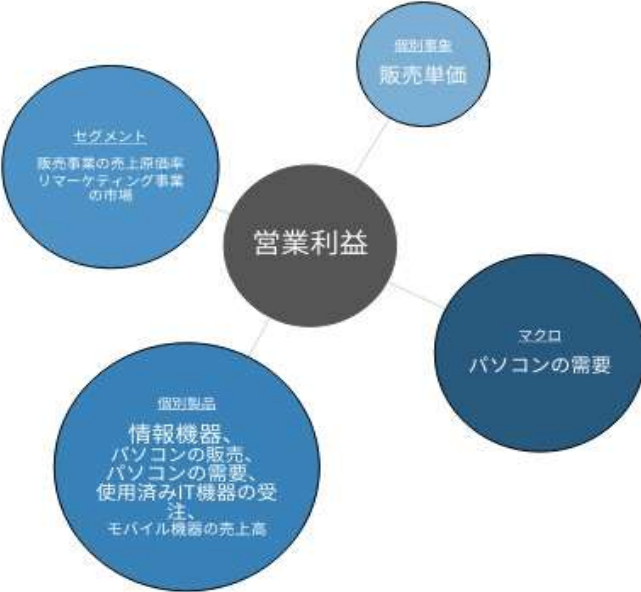 個別事象
販売単価
セグメント
販売事業の売上原価率
リマーケティング事業
の市場
営業利益
マクロ
パソコンの需要
個別製品
情報機器、
パソコンの販売、
パソコンの需要、
使用済みIT機器の受
注、
モバイル機器の売上高